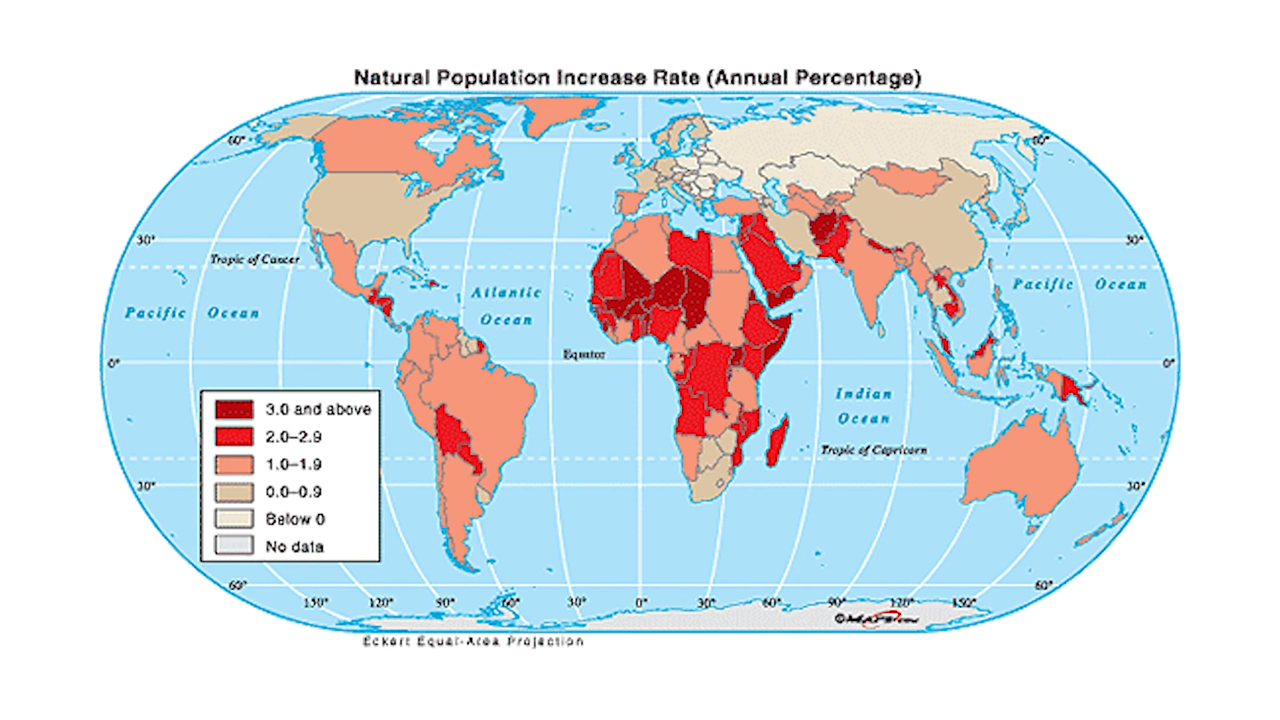 Natural Population Increase Rate (Annual Percentage)
60°
60°
30°
30°
Tropic of Cancer
Pacific Ocean
Atlantic
Ocean
Pacific Ocean
Equator
0°
0°
Indian
Ocean
Tropic of Capricorn
3.0 and above
2.0–2.9
1.0–1.9
0.0–0.9
Below 0
No data
30°
30°
60°
60°
150° 120° 90° 60° 30° 0° 30° 60° 90° 120° 150°
©MAPS.com
Eckert Equal-Area Projection